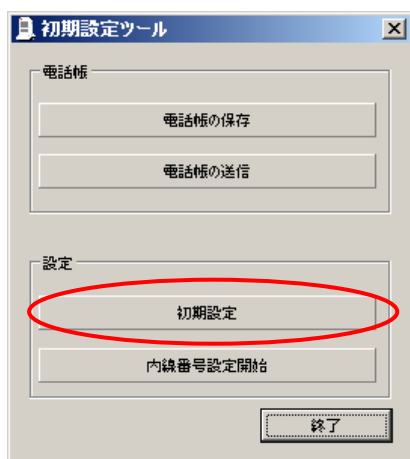 初期設定ツール
電話帳
電話帳の保存
電話帳の送信
設定
初期設定
内線番号設定開始
終了